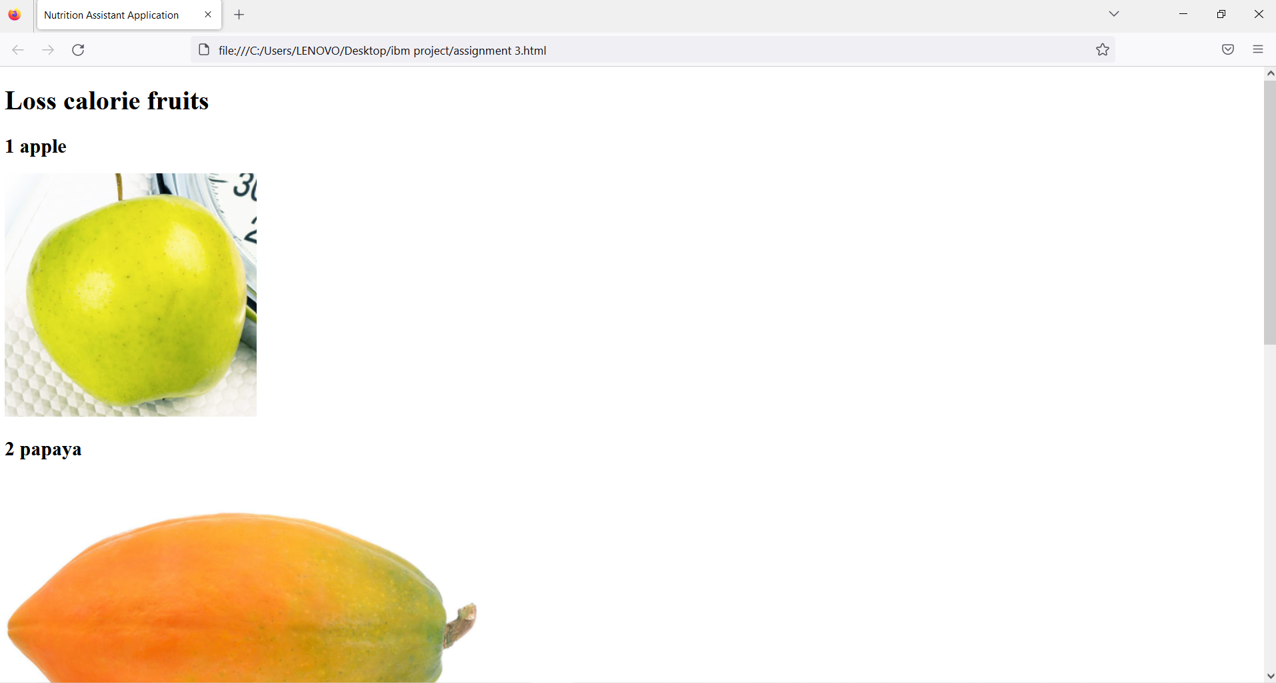 Nutrition Assistant Application
file:///C:/Users/LENOVO/Desktop/ibm project/assignment 3.html
Loss calorie fruits
1 apple
30
2 papaya